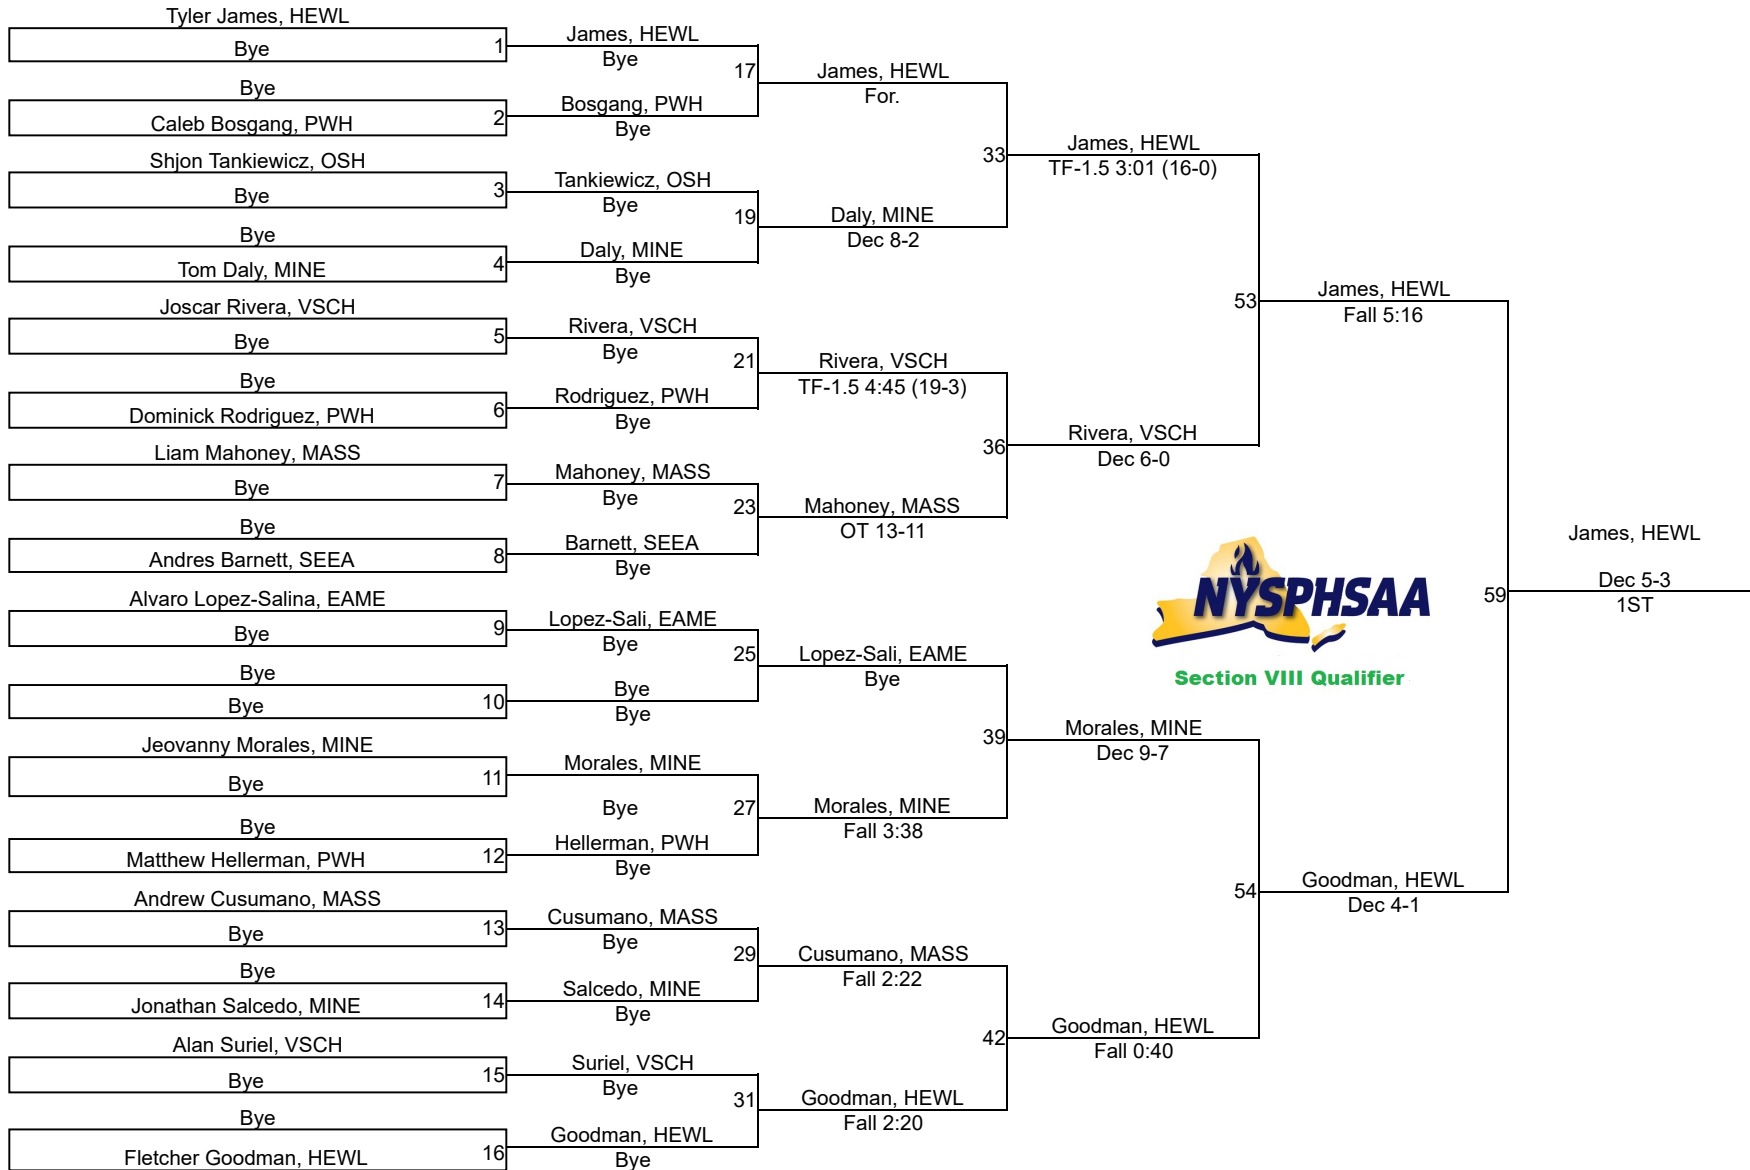 Tyler James, HEWL
Bye
1
Bye
Caleb Bosgang, PWH
2
Shjon Tankiewicz, OSH
Bye
3
Bye
Tom Daly, MINE
4
Joscar Rivera, VSCH
Bye
5
Bye
Dominick Rodriguez, PWH
6
Liam Mahoney, MASS
Bye
7
Bye
Andres Barnett, SEEA
8
Alvaro Lopez-Salina, EAME
Bye
9
Bye
Bye
10
Jeovanny Morales, MINE
Bye
11
Bye
Matthew Hellerman, PWH
12
Andrew Cusumano, MASS
Bye
13
Bye
Jonathan Salcedo, MINE
14
Alan Suriel, VSCH
Bye
15
Bye
Fletcher Goodman, HEWL
16
James, HEWL
Bye
17
Bosgang, PWH
Bye
Tankiewicz, OSH
Bye
19
Daly, MINE
Bye
Rivera, VSCH
Bye
21
Rodriguez, PWH
Bye
Mahoney, MASS
Bye
23
Barnett, SEEA
Bye
Lopez-Sali, EAME
Bye
25
Bye
Bye
Morales, MINE
Bye
27
Hellerman, PWH
Bye
Cusumano, MASS
Bye
29
Salcedo, MINE
Bye
Suriel, VSCH
Bye
31
Goodman, HEWL
Bye
James, HEWL
For.
33
Daly, MINE
Dec 8-2
Rivera, VSCH
TF-1.5 4:45 (19-3)
36
Mahoney, MASS
OT 13-11
Lopez-Sali, EAME
Bye
39
Morales, MINE
Fall 3:38
Cusumano, MASS
Fall 2:22
42
Goodman, HEWL
Fall 2:20
James, HEWL
TF-1.5 3:01 (16-0)
53
Rivera, VSCH
Dec 6-0
Morales, MINE
Dec 9-7
54
Goodman, HEWL
Fall 0:40
James, HEWL
Fall 5:16
59
Goodman, HEWL
Dec 4-1
James, HEWL
Dec 5-3
1ST
NYSPHSAA
Section VIII Qualifier